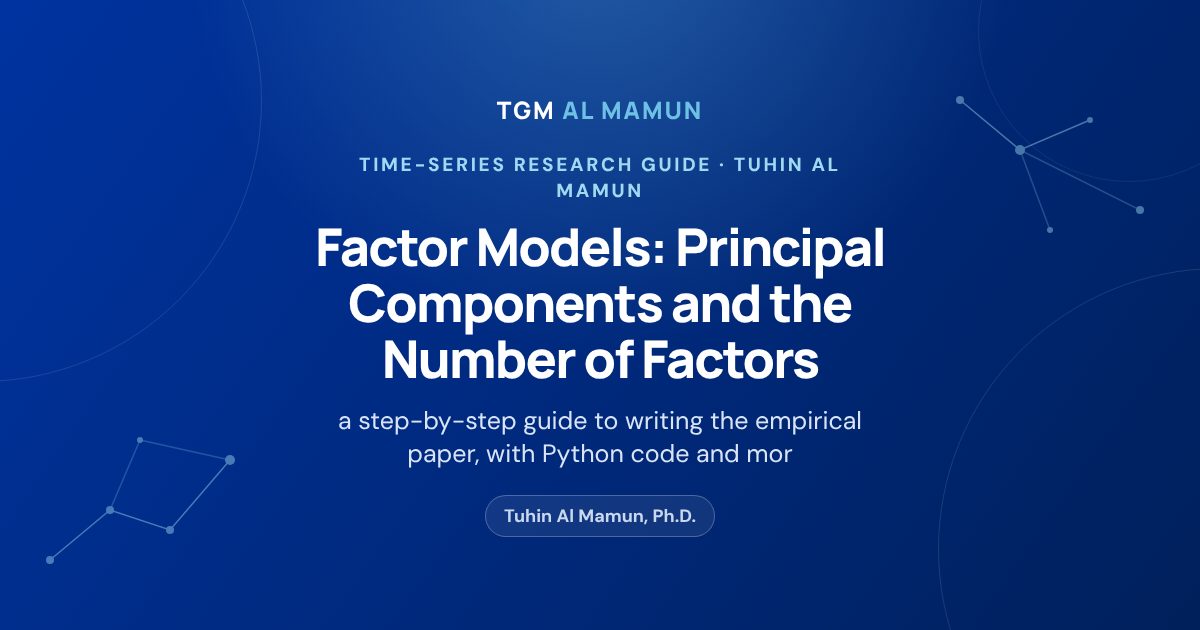 TGM AL MAMUN
TIME-SERIES RESEARCH GUIDE · TUHIN AL
MAMUN
Factor Models: Principal
Components and the
Number of Factors
a step-by-step guide to writing the empirical
paper, with Python code and mor
Tuhin Al Mamun, Ph.D.